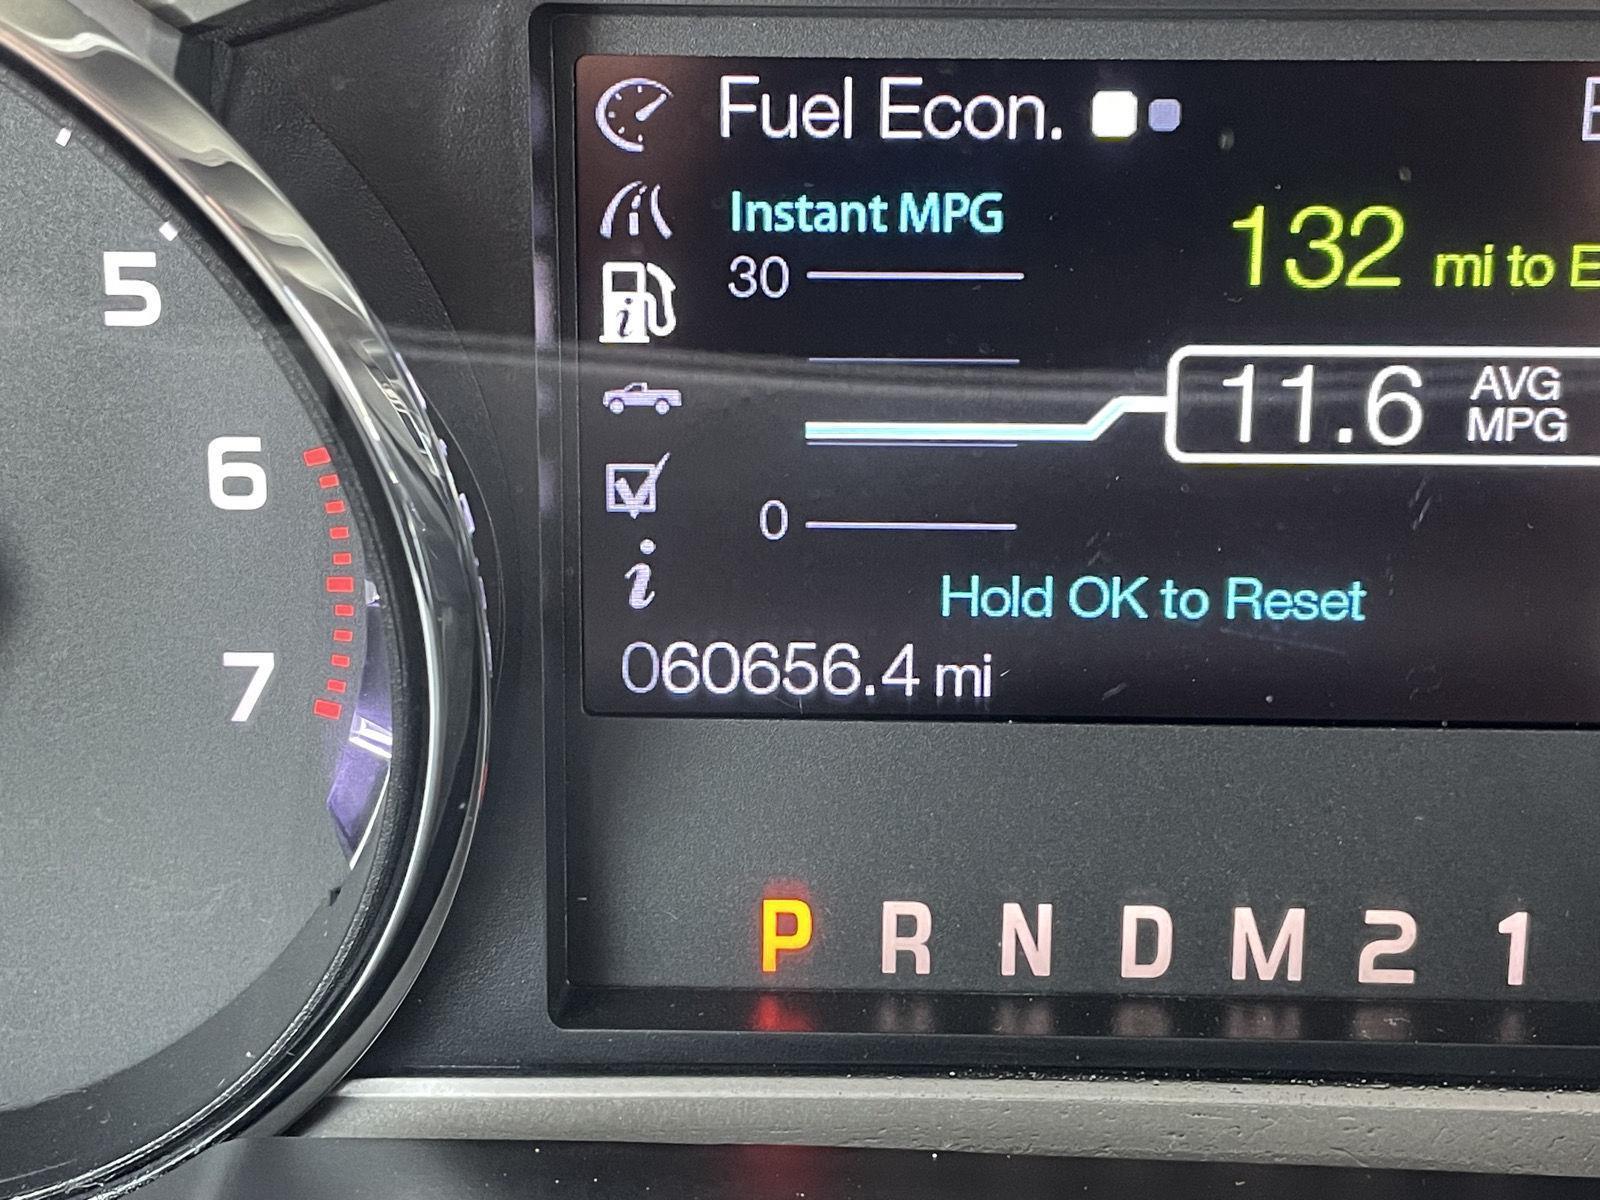 5
6
7
Fuel Econ.
Instant MPG
30
132 mi to E
11.6 AVG
MPG
0
i
Hold OK to Reset
060656.4 mi
P R N D M 2 1